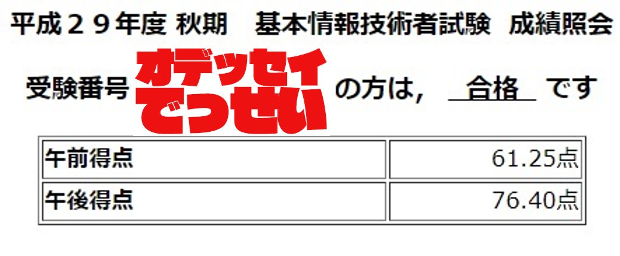 平成２９年度 秋期　基本情報技術者試験　成績照会
受験番号 オデッセイ でっせい の方は， 合格 です
午前得点 61.25点
午後得点 76.40点